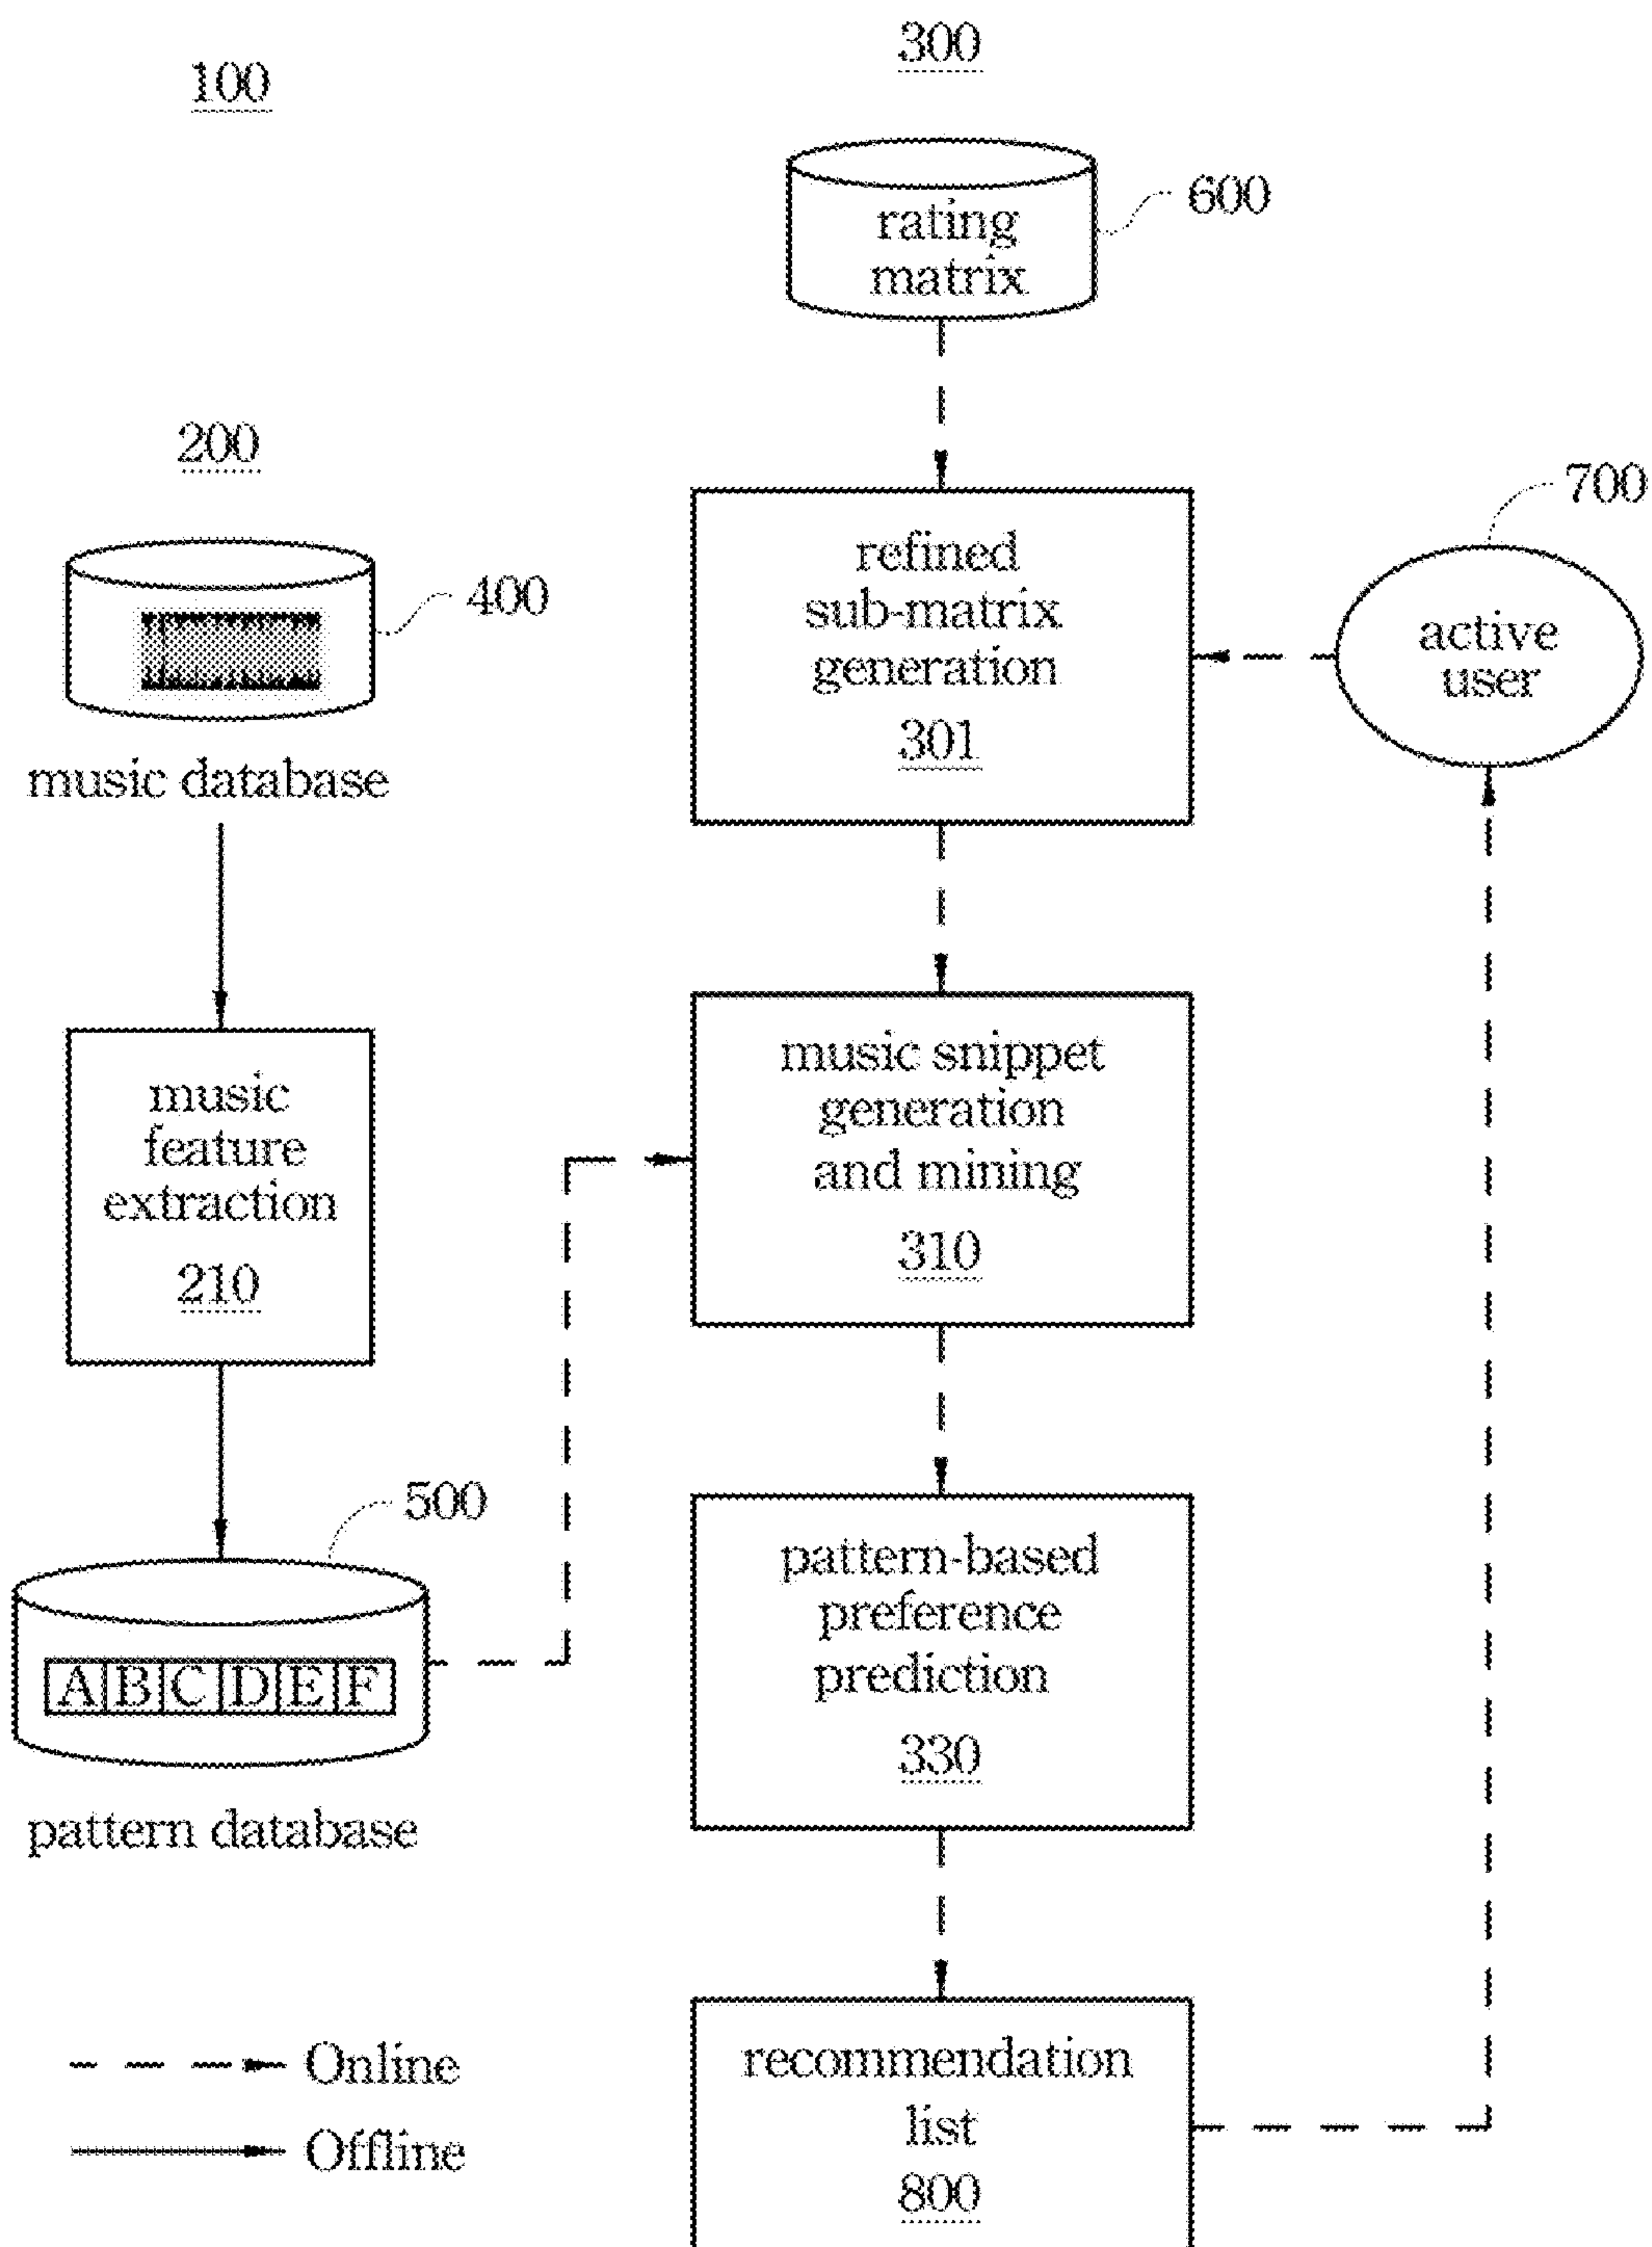 100
300
rating
matrix
600
200
400
music database
refined
sub-matrix
generation
301
700
active
user
music
feature
extraction
210
music snippet
generation
and mining
310
500
A B C D E F
pattern database
pattern-based
preference
prediction
330
recommendation
list
800
Online
Offline